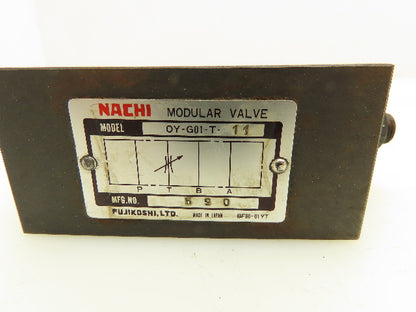 NACHI MODULAR VALVE
MODEL OY-G01-T- 11
P T B A
MFG.NO. 590
FUJIKOSHI, LTD. MADE IN JAPAN